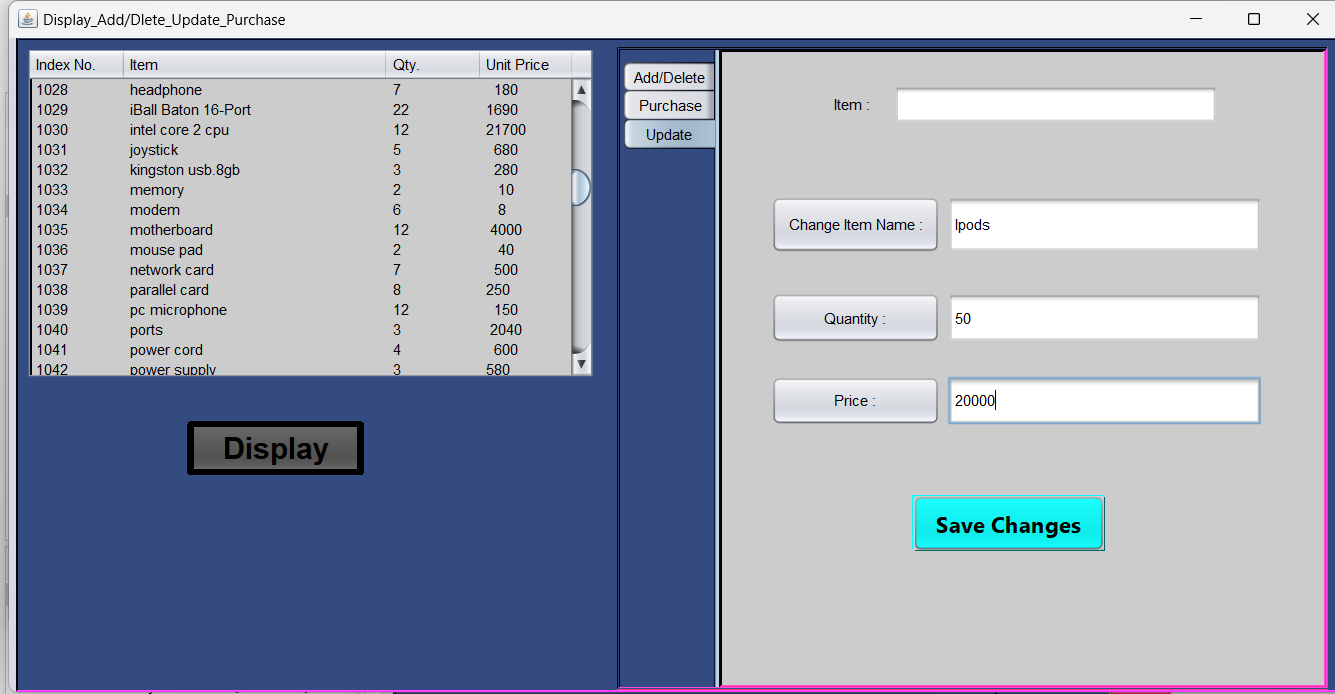 Display_Add/Dlete_Update_Purchase
Index No. Item Qty. Unit Price
1028 headphone 7 180
1029 iBall Baton 16-Port 22 1690
1030 intel core 2 cpu 12 21700
1031 joystick 5 680
1032 kingston usb.8gb 3 280
1033 memory 2 10
1034 modem 6 8
1035 motherboard 12 4000
1036 mouse pad 2 40
1037 network card 7 500
1038 parallel card 8 250
1039 pc microphone 12 150
1040 ports 3 2040
1041 power cord 4 600
1042 power supply 3 580
Display
Add/Delete
Purchase
Update
Item :
Change Item Name : Ipods
Quantity : 50
Price : 20000
Save Changes